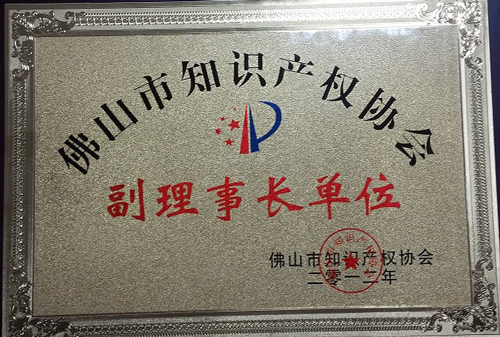 佛山市知识产权协会
副理事长单位
佛山市知识产权协会
二零一二年